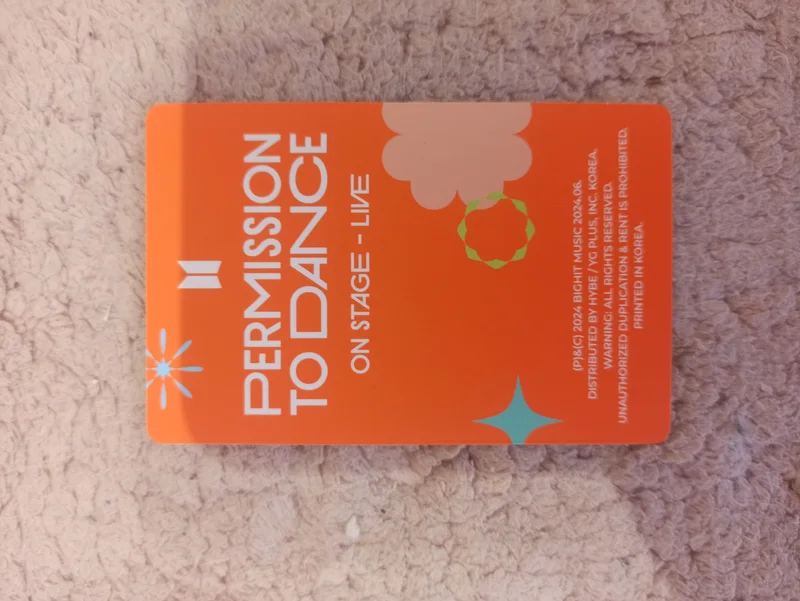 PERMISSION
TO DANCE
ON STAGE - LIVE
(P)&(C) 2024 BIGHIT MUSIC 2024.06.
DISTRIBUTED BY HYBE / YG PLUS, INC. KOREA.
WARNING: ALL RIGHTS RESERVED.
UNAUTHORIZED DUPLICATION & RENT IS PROHIBITED.
PRINTED IN KOREA.